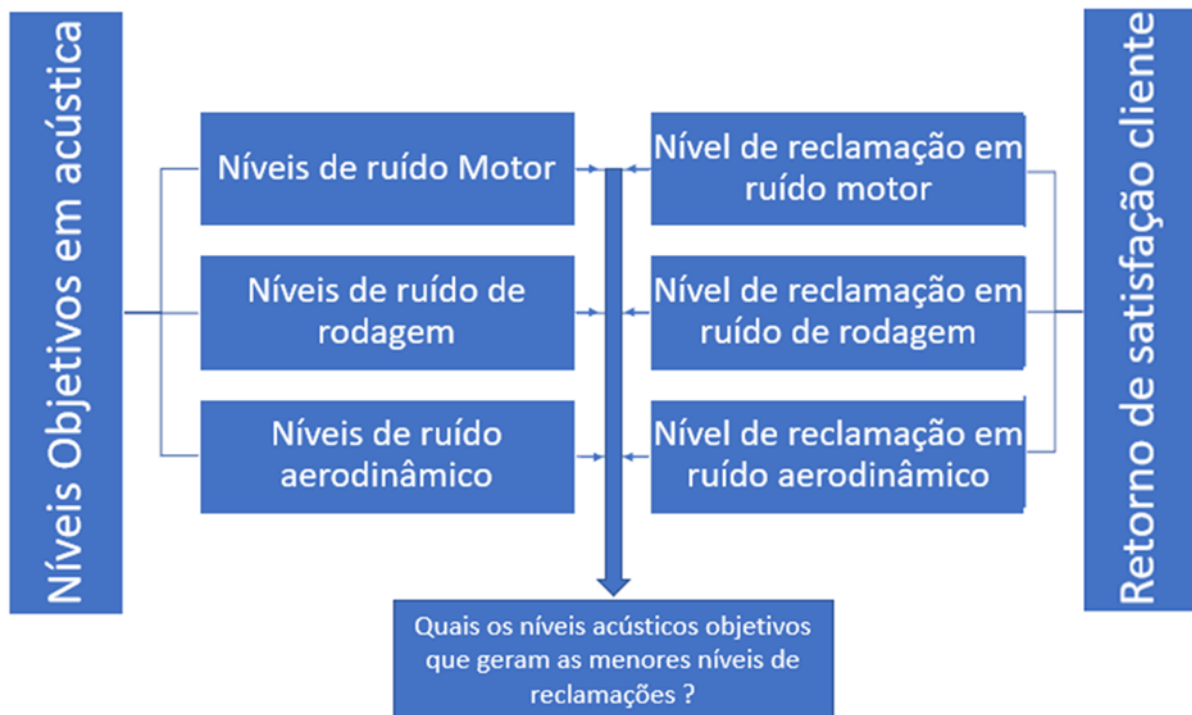 Níveis Objetivos em acústica
Níveis de ruído Motor
Níveis de ruído de
rodagem
Níveis de ruído
aerodinâmico
Nível de reclamação em
ruído motor
Nível de reclamação em
ruído de rodagem
Nível de reclamação em
ruído aerodinâmico
Retorno de satisfação cliente
Quais os níveis acústicos objetivos
que geram as menores níveis de
reclamações ?